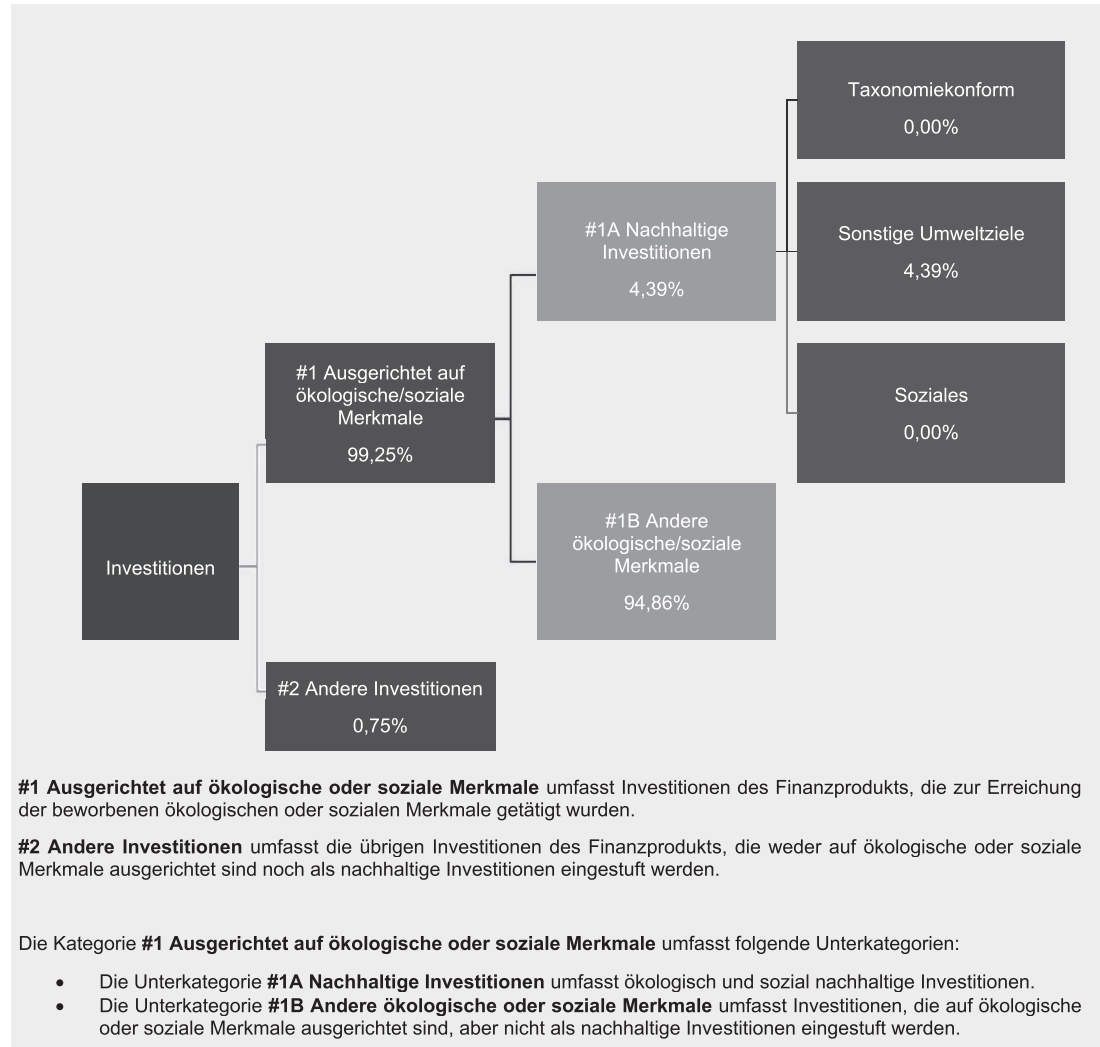 Taxonomiekonform
0,00%
#1A Nachhaltige
Investitionen
4,39%
Sonstige Umweltziele
4,39%
#1 Ausgerichtet auf
ökologische/soziale
Merkmale
99,25%
Soziales
0,00%
Investitionen
#1B Andere
ökologische/soziale
Merkmale
94,86%
#2 Andere Investitionen
0,75%
#1 Ausgerichtet auf ökologische oder soziale Merkmale umfasst Investitionen des Finanzprodukts, die zur Erreichung
der beworbenen ökologischen oder sozialen Merkmale getätigt wurden.
#2 Andere Investitionen umfasst die übrigen Investitionen des Finanzprodukts, die weder auf ökologische oder soziale
Merkmale ausgerichtet sind noch als nachhaltige Investitionen eingestuft werden.
Die Kategorie #1 Ausgerichtet auf ökologische oder soziale Merkmale umfasst folgende Unterkategorien:
• Die Unterkategorie #1A Nachhaltige Investitionen umfasst ökologisch und sozial nachhaltige Investitionen.
• Die Unterkategorie #1B Andere ökologische oder soziale Merkmale umfasst Investitionen, die auf ökologische
oder soziale Merkmale ausgerichtet sind, aber nicht als nachhaltige Investitionen eingestuft werden.